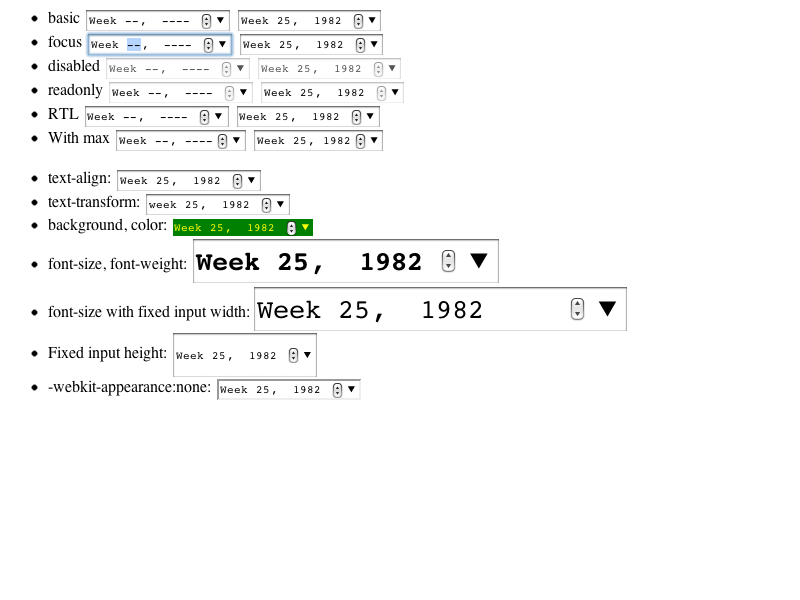 basic Week --, ---- Week 25, 1982
focus Week --, ---- Week 25, 1982
disabled Week --, ---- Week 25, 1982
readonly Week --, ---- Week 25, 1982
RTL Week --, ---- Week 25, 1982
With max Week --, ---- Week 25, 1982
text-align: Week 25, 1982
text-transform: week 25, 1982
background, color: Week 25, 1982
font-size, font-weight: Week 25, 1982
font-size with fixed input width: Week 25, 1982
Fixed input height: Week 25, 1982
-webkit-appearance:none: Week 25, 1982